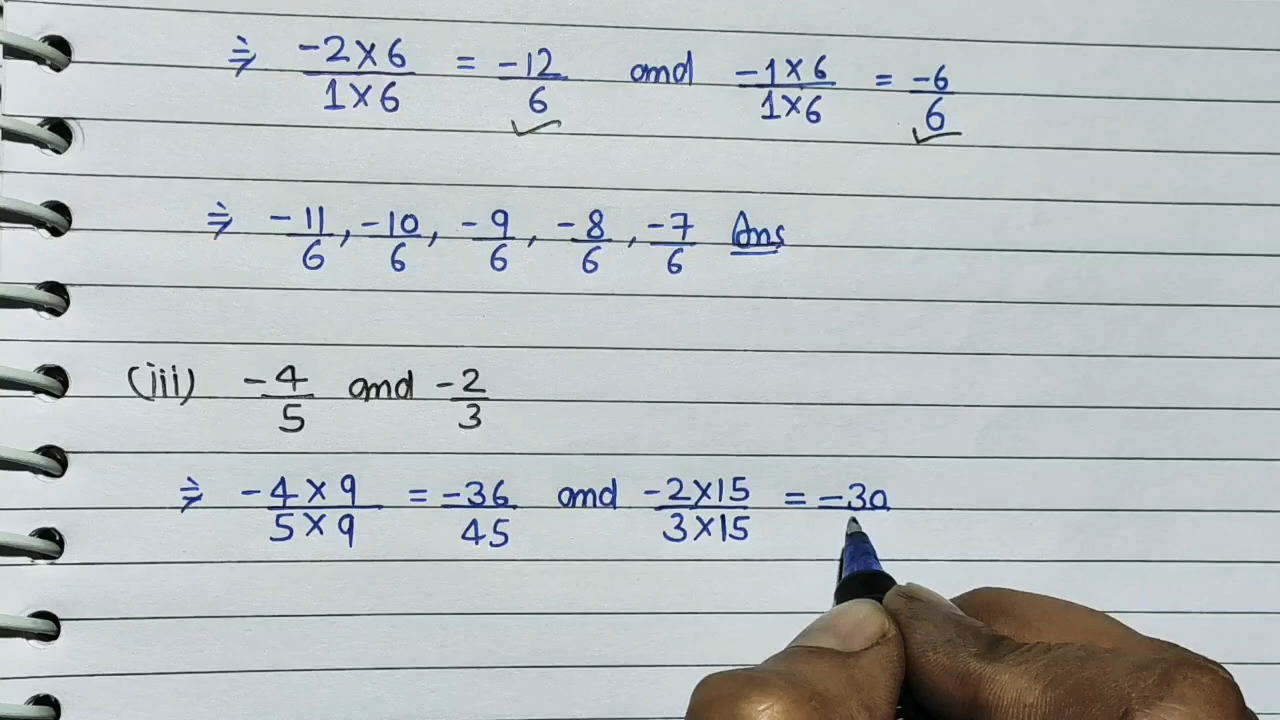 ⇒ -2×6/1×6 = -12/6 and -1×6/1×6 = -6/6
⇒ -11/6, -10/6, -9/6, -8/6, -7/6 Ans
(iii) -4/5 and -2/3
⇒ -4×9/5×9 = -36/45 and -2×15/3×15 = -30